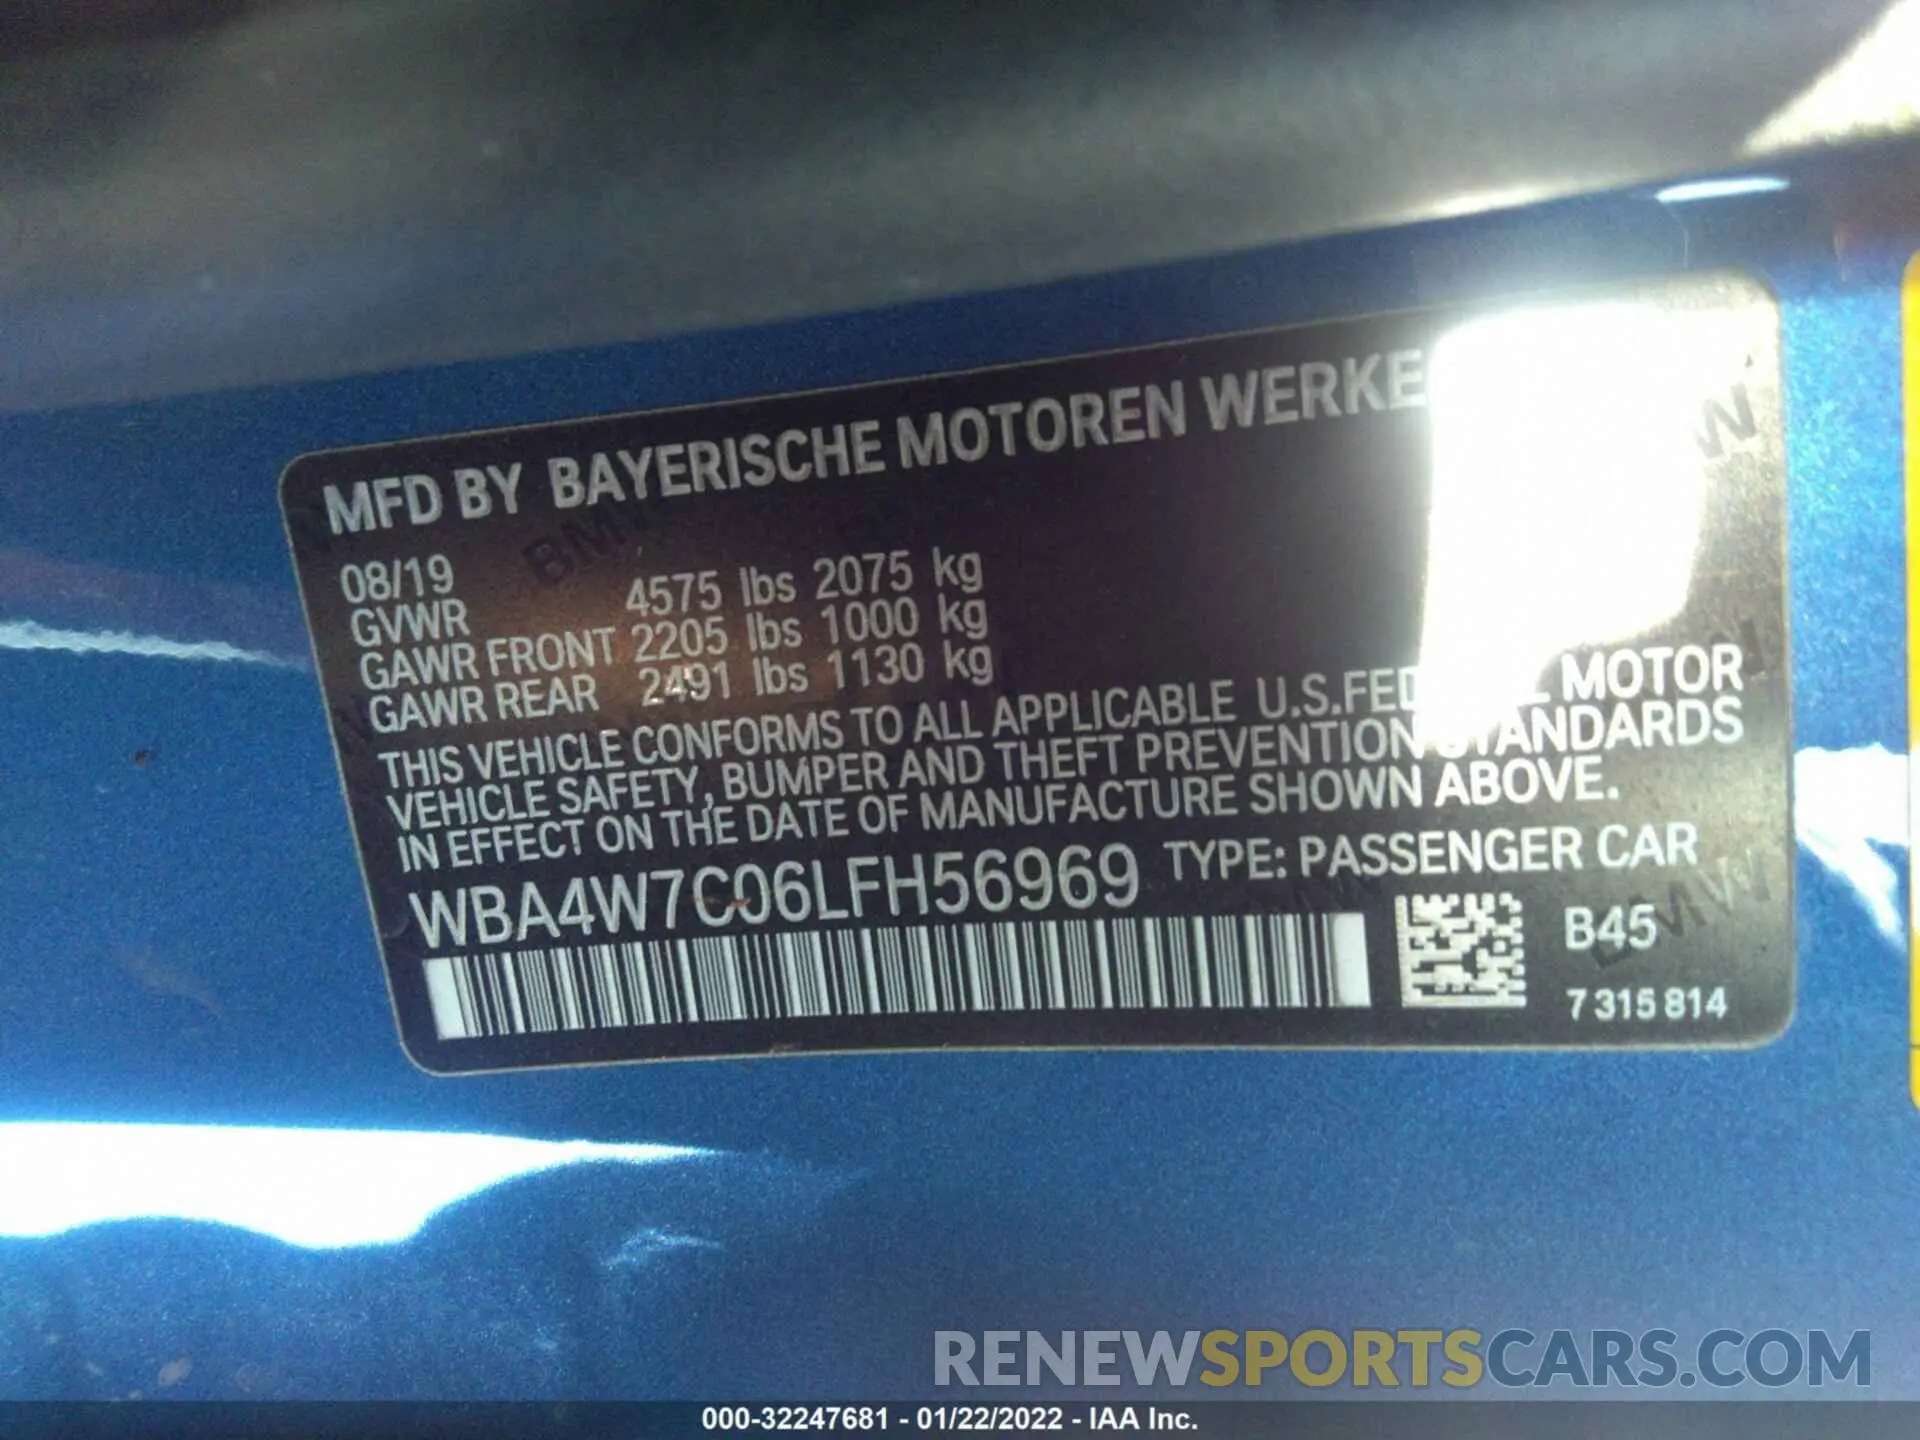 MFD BY BAYERISCHE MOTOREN WERKE
08/19
GVWR 4575 lbs 2075 kg
GAWR FRONT 2205 lbs 1000 kg
GAWR REAR 2491 lbs 1130 kg
THIS VEHICLE CONFORMS TO ALL APPLICABLE U.S. MOTOR
VEHICLE SAFETY, BUMPER AND THEFT PREVENTION STANDARDS
IN EFFECT ON THE DATE OF MANUFACTURE SHOWN ABOVE.
WBA4W7C06LFH56969 TYPE: PASSENGER CAR
B45
7 315 814
RENEWSPORTSCARS.COM
000-32247681 - 01/22/2022 - IAA Inc.